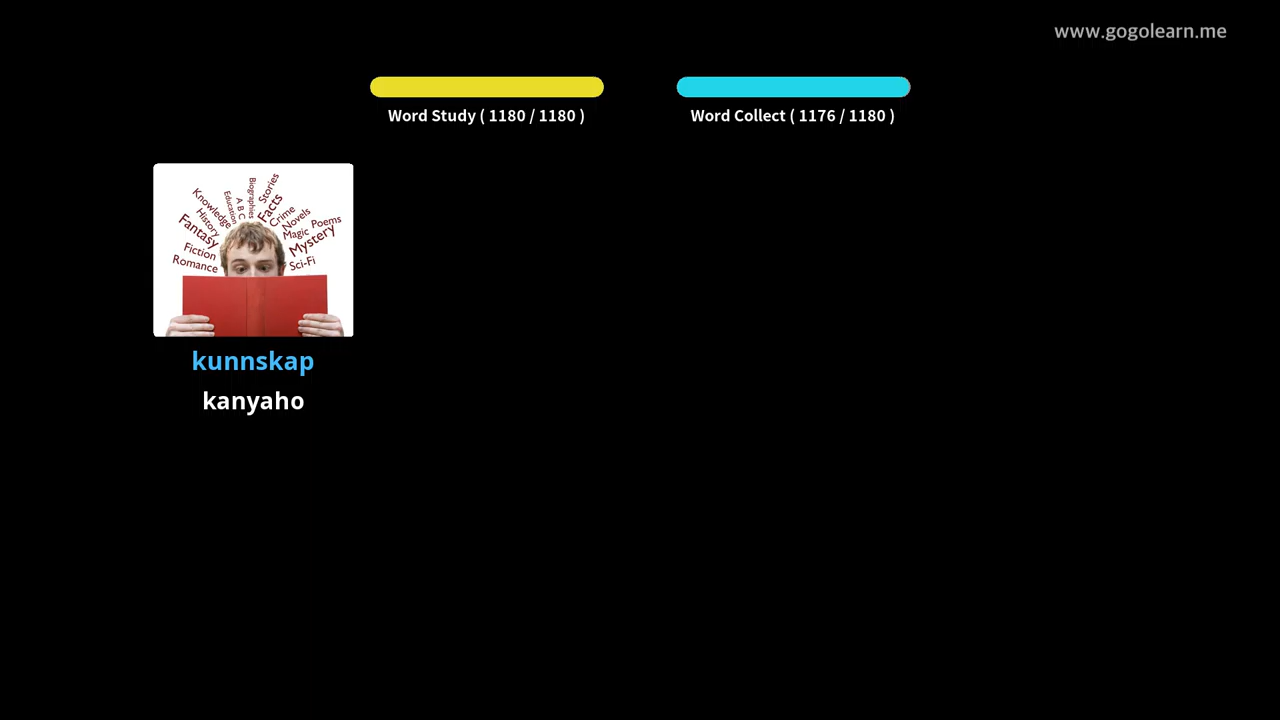 www.gogolearn.me
Word Study ( 1180 / 1180 )
Word Collect ( 1176 / 1180 )
Knowledge
History
Fantasy
Fiction
Romance
Education
A B C
Biographies
Stories
Facts
Crime
Novels
Magic
Poems
Mystery
Sci-Fi
kunnskap
kanyaho